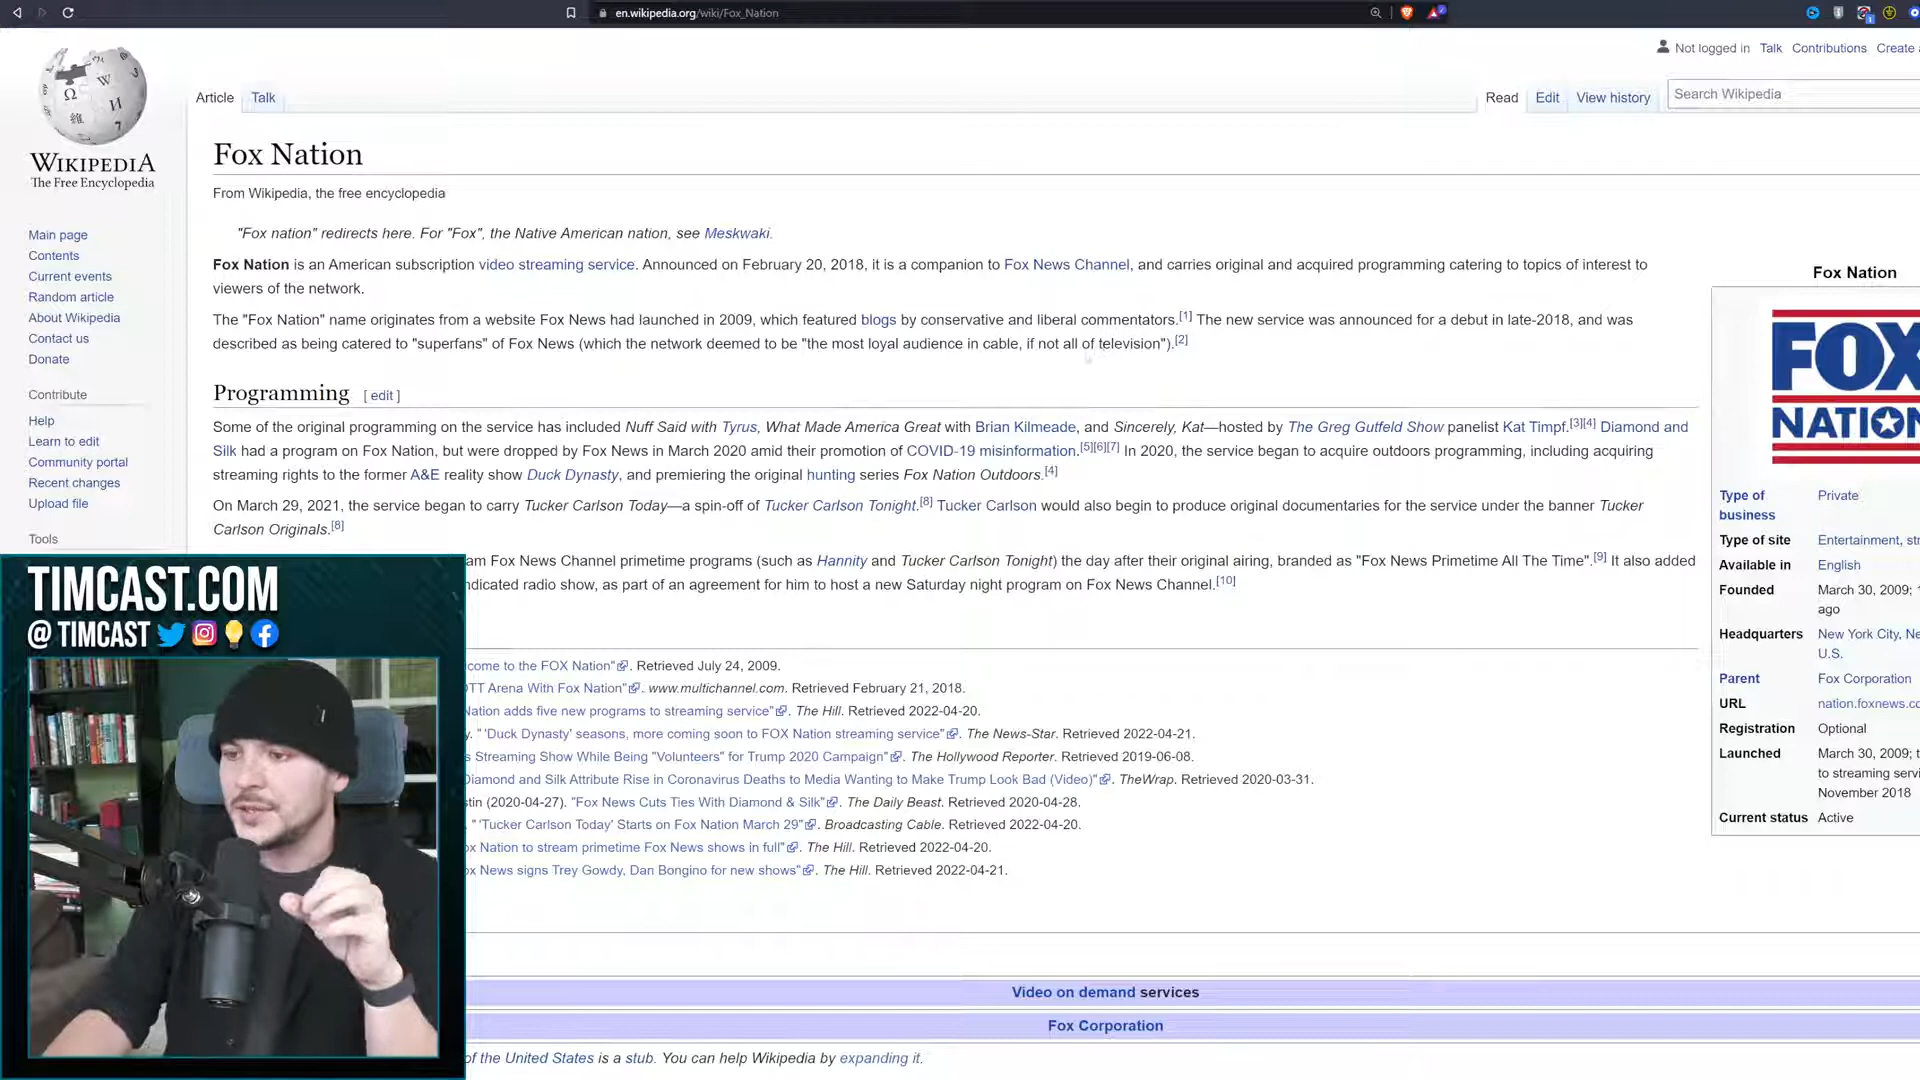 en.wikipedia.org/wiki/Fox_Nation
Not logged in Talk Contributions Create
Article Talk
Read Edit View history
Search Wikipedia
WIKIPEDIA
The Free Encyclopedia
Fox Nation
From Wikipedia, the free encyclopedia
"Fox nation" redirects here. For "Fox", the Native American nation, see Meskwaki.
Fox Nation is an American subscription video streaming service. Announced on February 20, 2018, it is a companion to Fox News Channel, and carries original and acquired programming catering to topics of interest to
viewers of the network.
The "Fox Nation" name originates from a website Fox News had launched in 2009, which featured blogs by conservative and liberal commentators.[1] The new service was announced for a debut in late-2018, and was
described as being catered to "superfans" of Fox News (which the network deemed to be "the most loyal audience in cable, if not all of television").[2]
Programming [ edit ]
Some of the original programming on the service has included Nuff Said with Tyrus, What Made America Great with Brian Kilmeade, and Sincerely, Kat—hosted by The Greg Gutfeld Show panelist Kat Timpf.[3][4] Diamond and
Silk had a program on Fox Nation, but were dropped by Fox News in March 2020 amid their promotion of COVID-19 misinformation.[5][6][7] In 2020, the service began to acquire outdoors programming, including acquiring
streaming rights to the former A&E reality show Duck Dynasty, and premiering the original hunting series Fox Nation Outdoors.[4]
On March 29, 2021, the service began to carry Tucker Carlson Today—a spin-off of Tucker Carlson Tonight.[8] Tucker Carlson would also begin to produce original documentaries for the service under the banner Tucker
Carlson Originals.[8]
am Fox News Channel primetime programs (such as Hannity and Tucker Carlson Tonight) the day after their original airing, branded as "Fox News Primetime All The Time".[9] It also added
ndicated radio show, as part of an agreement for him to host a new Saturday night program on Fox News Channel.[10]
come to the FOX Nation". Retrieved July 24, 2009.
OTT Arena With Fox Nation". www.multichannel.com. Retrieved February 21, 2018.
Nation adds five new programs to streaming service". The Hill. Retrieved 2022-04-20.
y. "'Duck Dynasty' seasons, more coming soon to FOX Nation streaming service". The News-Star. Retrieved 2022-04-21.
s Streaming Show While Being "Volunteers" for Trump 2020 Campaign". The Hollywood Reporter. Retrieved 2019-06-08.
Diamond and Silk Attribute Rise in Coronavirus Deaths to Media Wanting to Make Trump Look Bad (Video)". TheWrap. Retrieved 2020-03-31.
stin (2020-04-27). "Fox News Cuts Ties With Diamond & Silk". The Daily Beast. Retrieved 2020-04-28.
. "'Tucker Carlson Today' Starts on Fox Nation March 29". Broadcasting Cable. Retrieved 2022-04-20.
ox Nation to stream primetime Fox News shows in full". The Hill. Retrieved 2022-04-20.
ox News signs Trey Gowdy, Dan Bongino for new shows". The Hill. Retrieved 2022-04-21.
Video on demand services
Fox Corporation
of the United States is a stub. You can help Wikipedia by expanding it.
Main page
Contents
Current events
Random article
About Wikipedia
Contact us
Donate
Contribute
Help
Learn to edit
Community portal
Recent changes
Upload file
Tools
Fox Nation
FOX
NATION
Type of business Private
Type of site Entertainment, str
Available in English
Founded March 30, 2009;
ago
Headquarters New York City, Ne
U.S.
Parent Fox Corporation
URL nation.foxnews.co
Registration Optional
Launched March 30, 2009;
to streaming servi
November 2018
Current status Active
TIMCAST.COM
@ TIMCAST